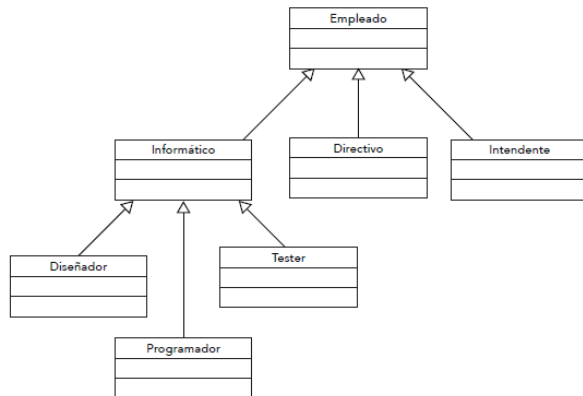 Empleado
Informático
Directivo
Intendente
Diseñador
Tester
Programador